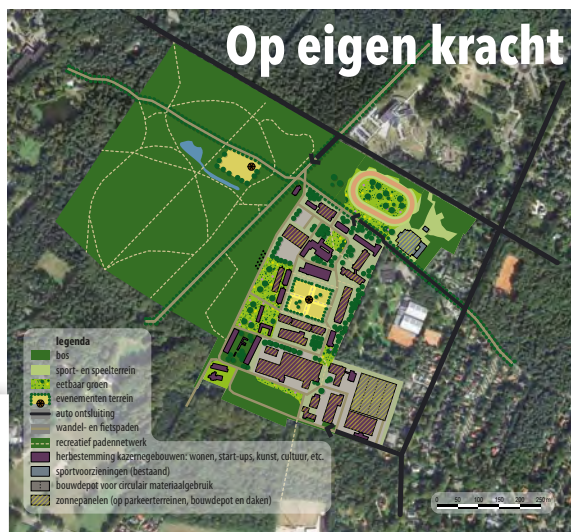 Op eigen kracht
legenda
bos
sport- en speelterrein
eetbaar groen
evenementen terrein
auto ontsluiting
wandel- en fietspaden
recreatief padennetwerk
herbestemming kazernegebouwen: wonen, start-ups, kunst, cultuur, etc.
sportvoorzieningen (bestaand)
bouwdepot voor circulair materiaalgebruik
zonnepanelen (op parkeerterreinen, bouwdepot en daken)
0 50 100 150 200 250 m